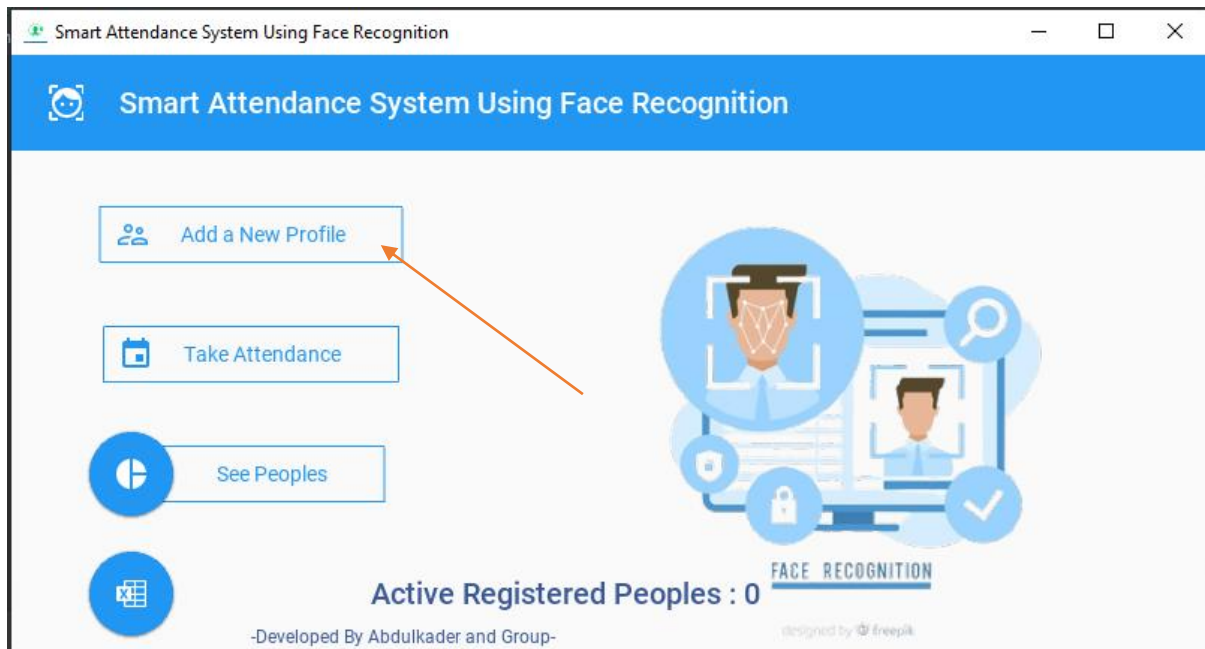 Smart Attendance System Using Face Recognition
Smart Attendance System Using Face Recognition
Add a New Profile
Take Attendance
See Peoples
FACE RECOGNITION
Active Registered Peoples : 0
designed by freepik
-Developed By Abdulkader and Group-